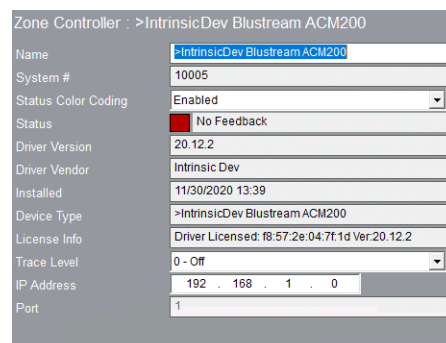 Zone Controller : >IntrinsicDev Blustream ACM200
Name >IntrinsicDev Blustream ACM200
System # 10005
Status Color Coding Enabled
Status No Feedback
Driver Version 20.12.2
Driver Vendor Intrinsic Dev
Installed 11/30/2020 13:39
Device Type >IntrinsicDev Blustream ACM200
License Info Driver Licensed: f8:57:2e:04:7f:1d Ver:20.12.2
Trace Level 0 - Off
IP Address 192 . 168 . 1 . 0
Port 1